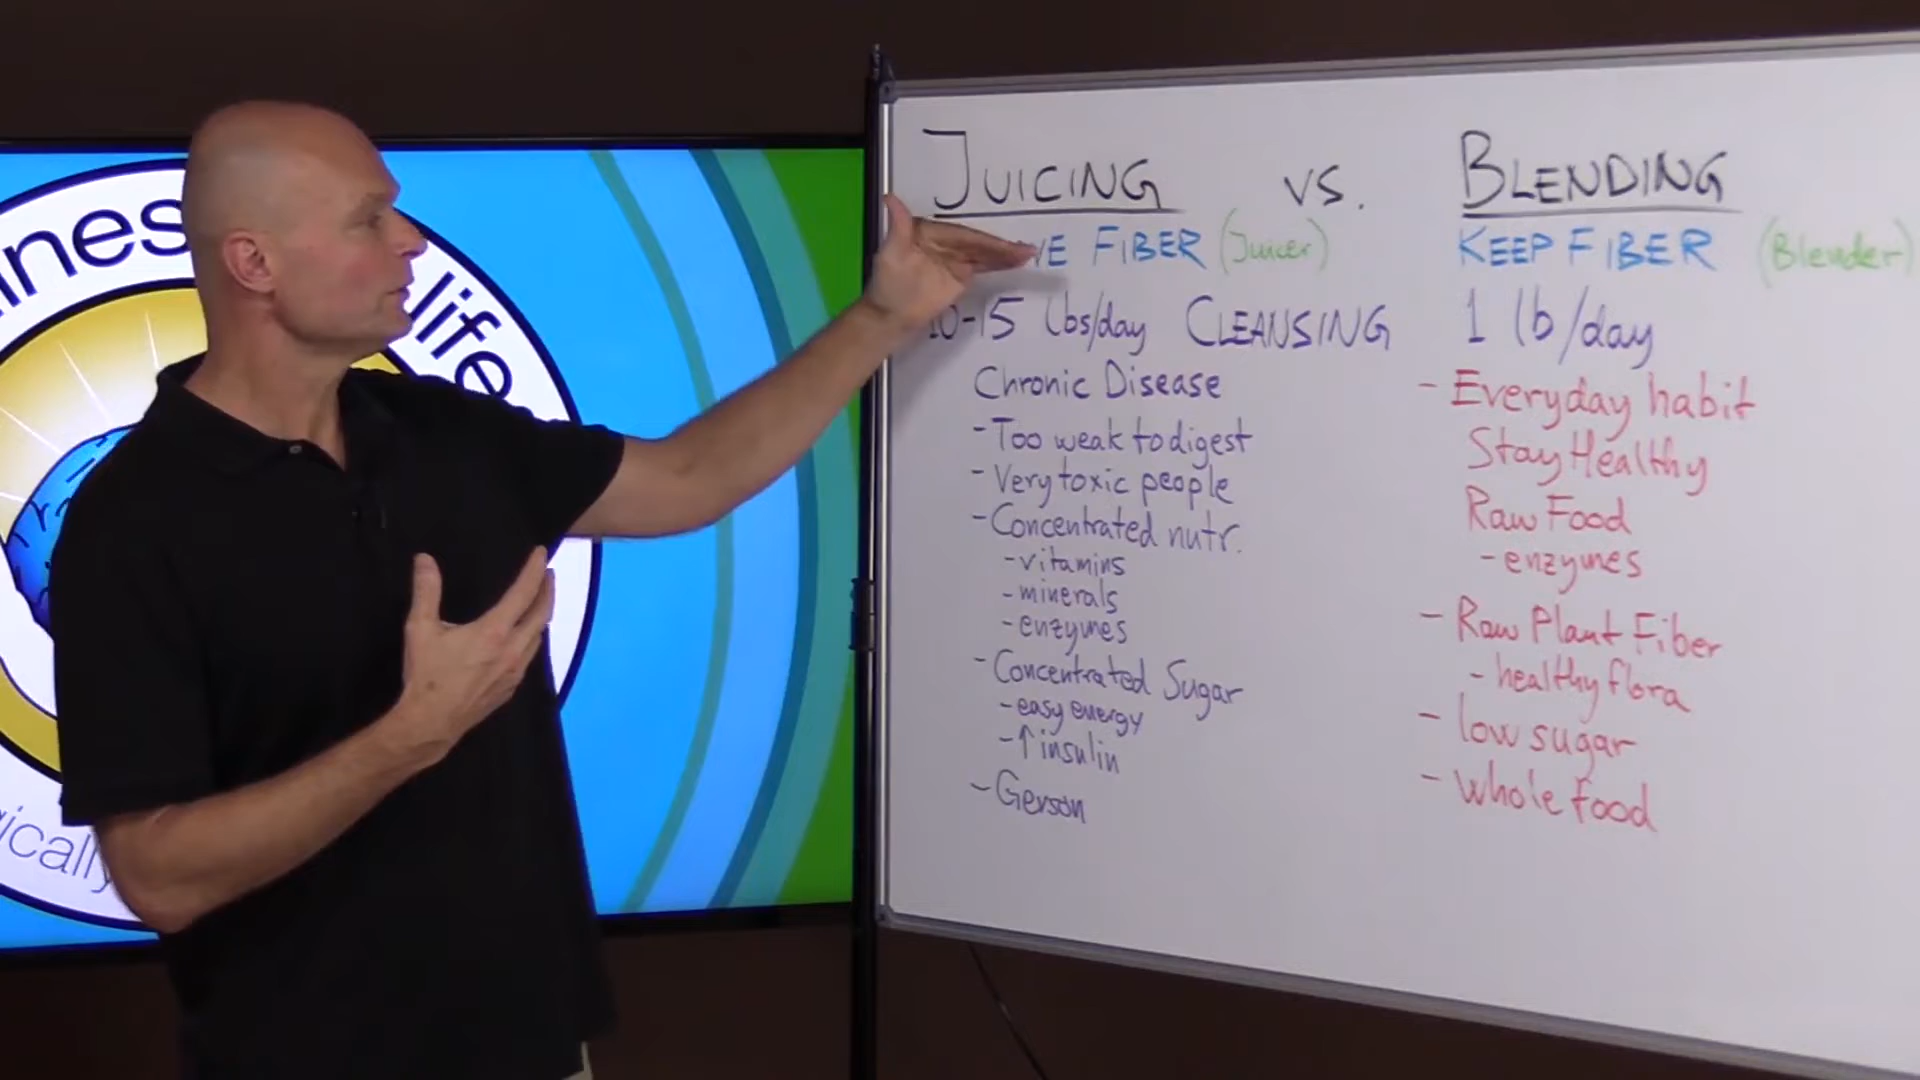 JUICING vs. BLENDING
FIBER (Juicer)
KEEP FIBER (Blender)
10-15 lbs/day CLEANSING
1 lb/day
Chronic Disease
- Too weak to digest
- Very toxic people
- Concentrated nutr.
- vitamins
- minerals
- enzymes
- Concentrated Sugar
- easy energy
- ↑ insulin
- Gerson
- Everyday habit
Stay Healthy
Raw Food
- enzymes
- Raw Plant Fiber
- healthy flora
- low sugar
- whole food
life